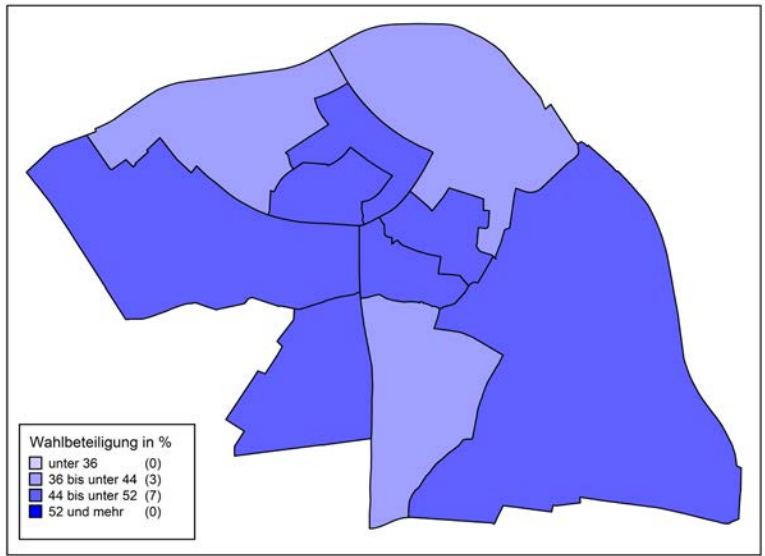 Wahlbeteiligung in %
unter 36 (0)
36 bis unter 44 (3)
44 bis unter 52 (7)
52 und mehr (0)